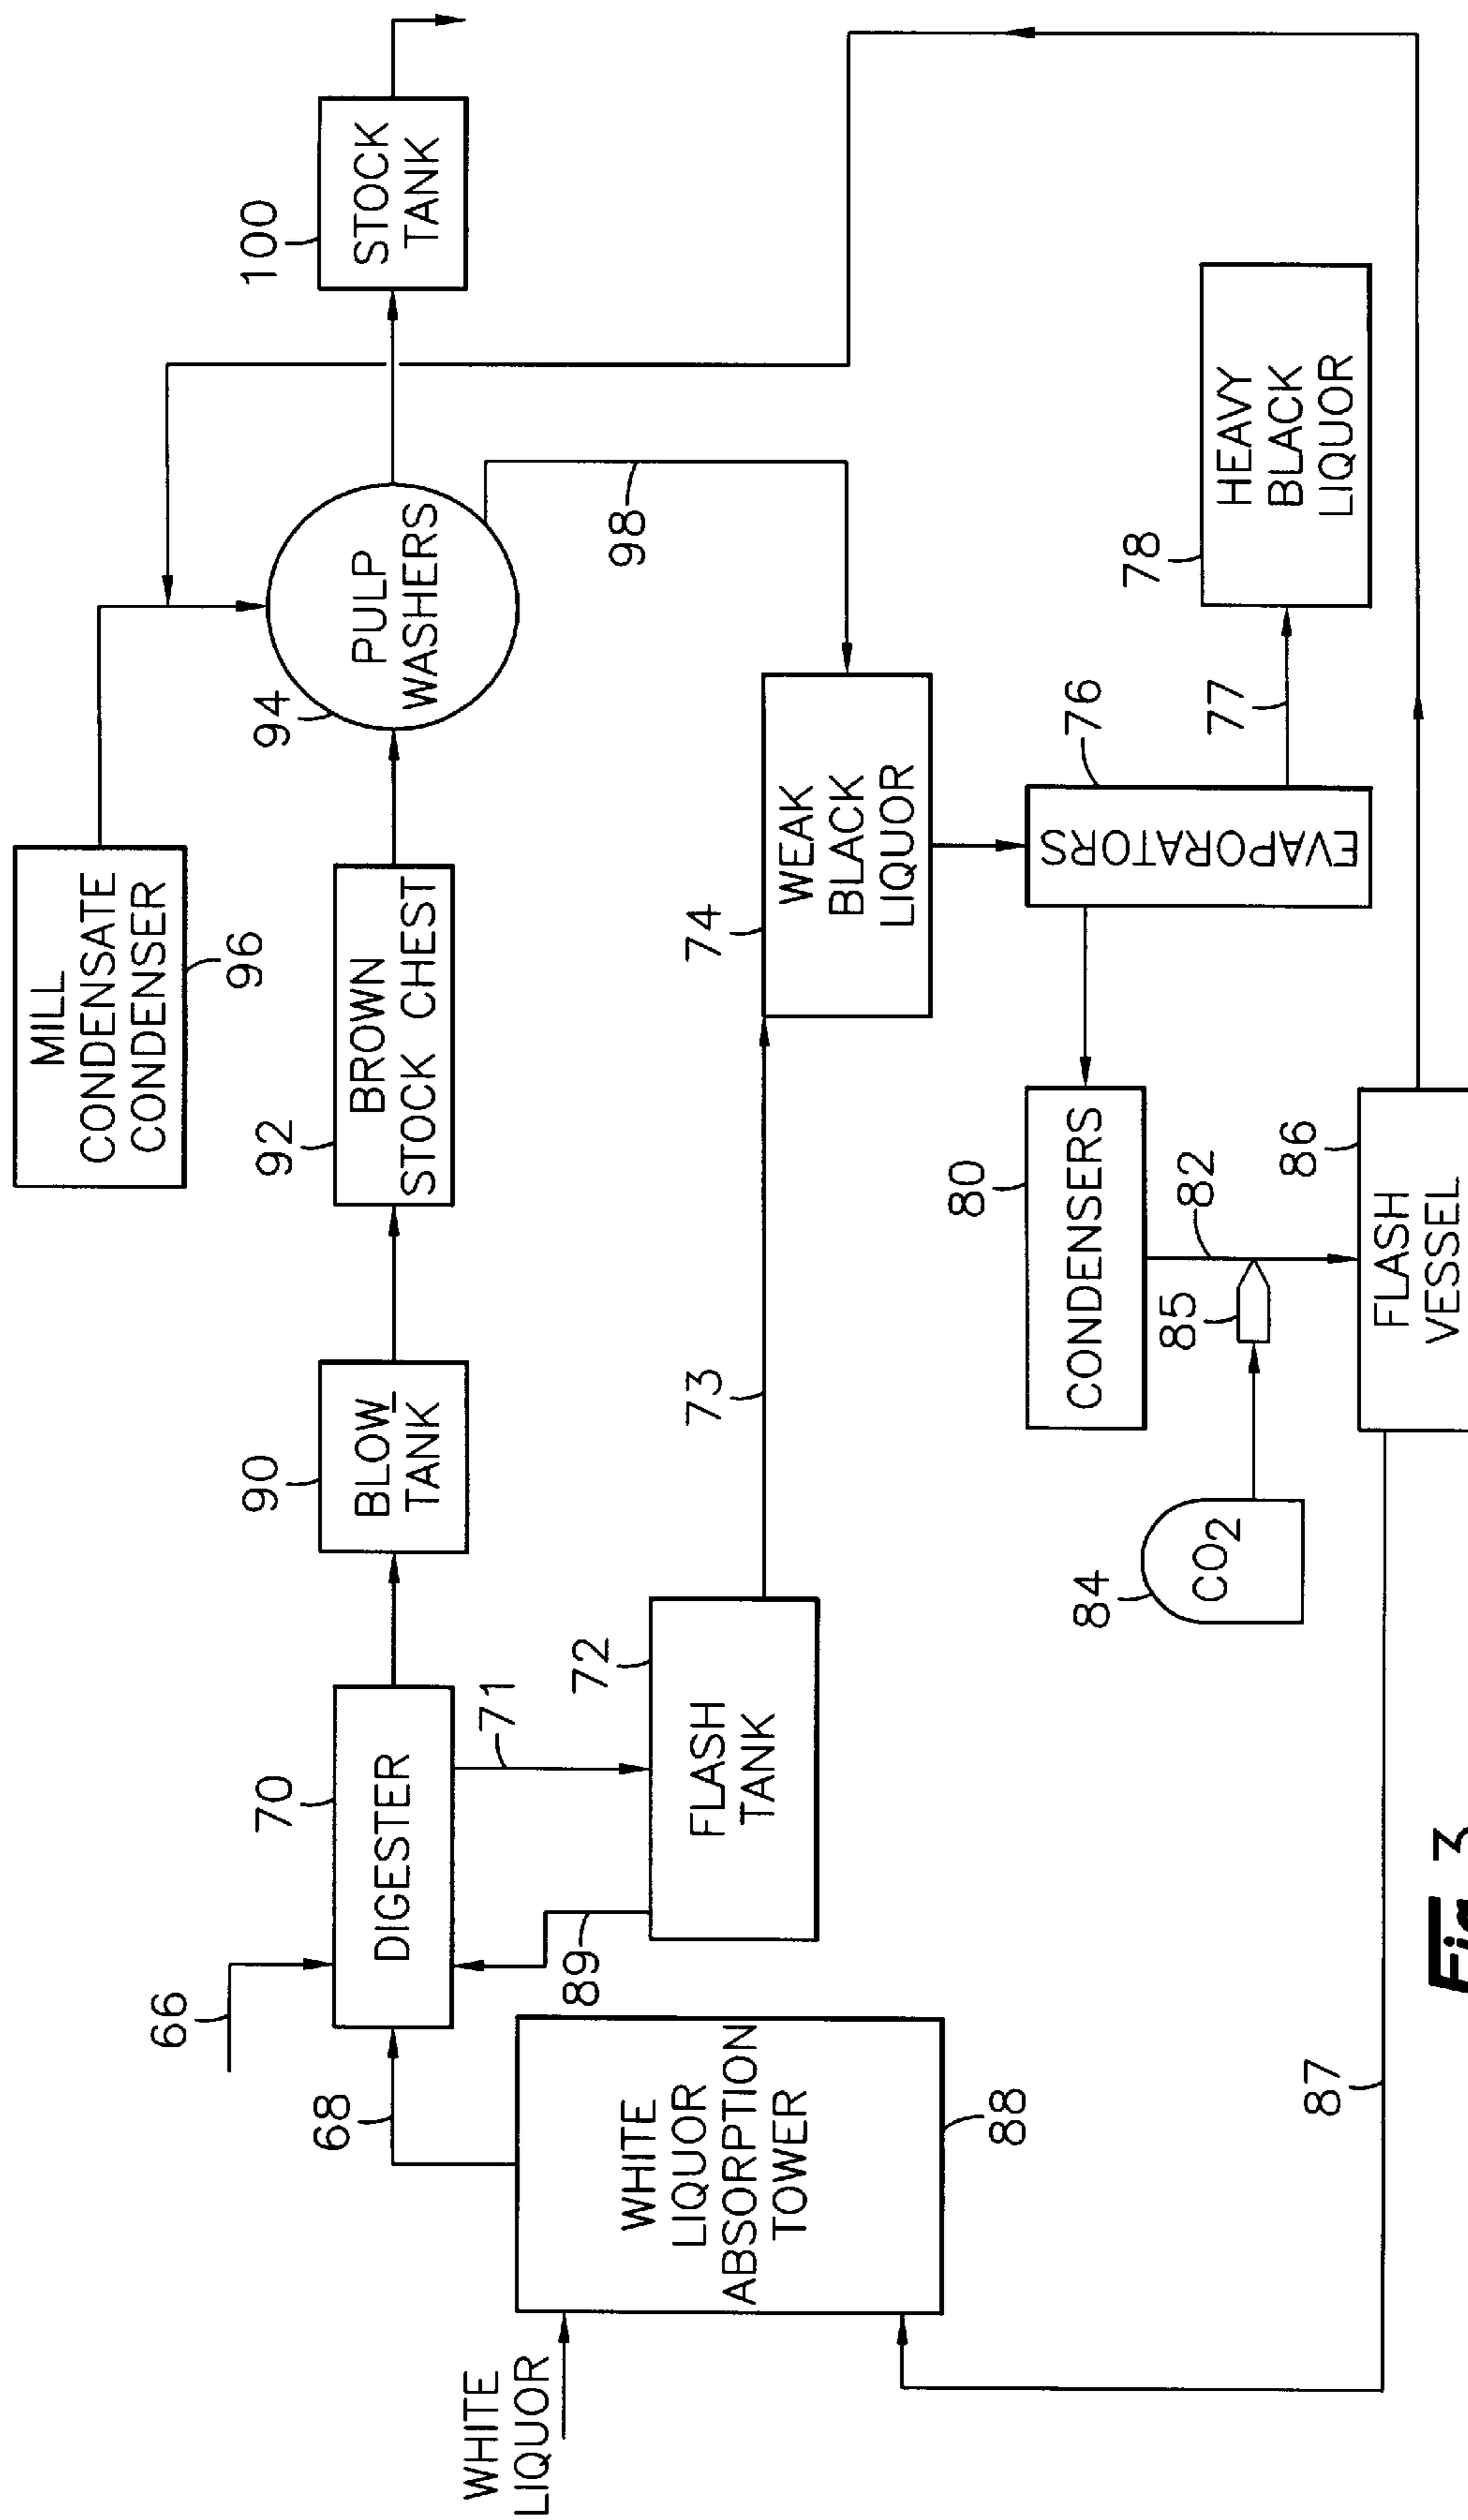 MILL
CONDENSATE
CONDENSER
96
100
STOCK
TANK
94
PULP
WASHERS
92
BROWN
STOCK CHEST
90
BLOW
TANK
70
DIGESTER
66
68
71
89
72
FLASH
TANK
73
74
WEAK
BLACK
LIQUOR
98
WHITE
LIQUOR
WHITE
LIQUOR
ABSORPTION
TOWER
88
76
EVAPORATORS
77
78
HEAVY
BLACK
LIQUOR
80
CONDENSERS
82
85
84
CO2
86
FLASH
VESSEL
87
Fig. 3